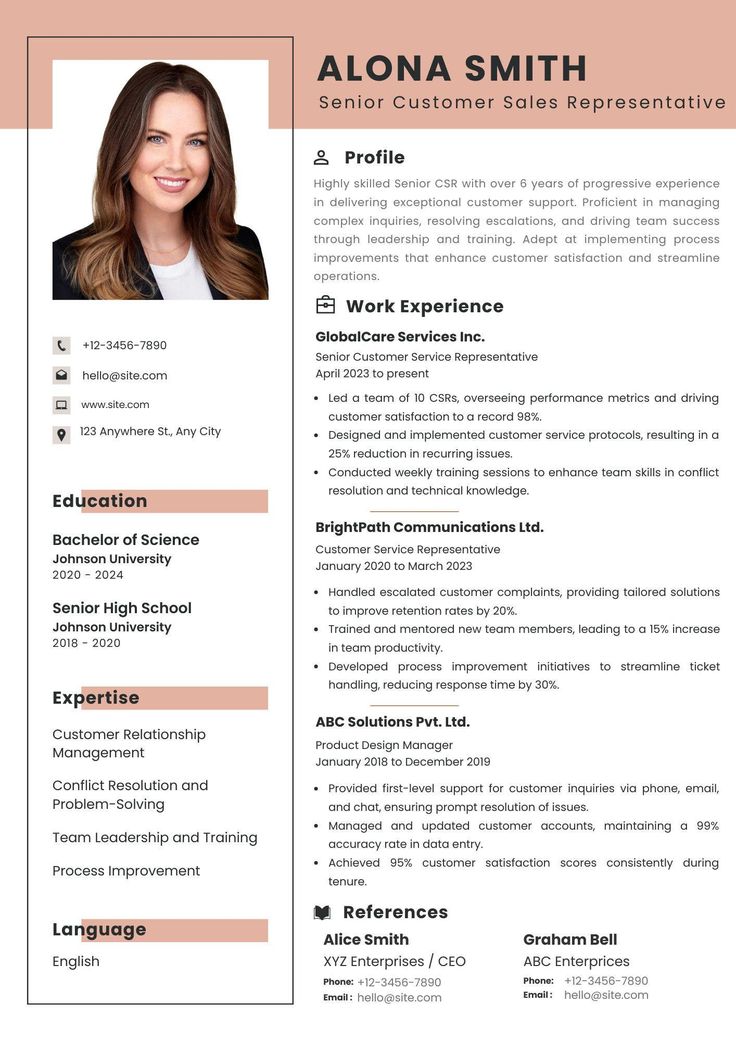 ALONA SMITH
Senior Customer Sales Representative
+12-3456-7890
hello@site.com
www.site.com
123 Anywhere St., Any City
Education
Bachelor of Science
Johnson University
2020 - 2024
Senior High School
Johnson University
2018 - 2020
Expertise
Customer Relationship
Management
Conflict Resolution and
Problem-Solving
Team Leadership and Training
Process Improvement
Language
English
Profile
Highly skilled Senior CSR with over 6 years of progressive experience
in delivering exceptional customer support. Proficient in managing
complex inquiries, resolving escalations, and driving team success
through leadership and training. Adept at implementing process
improvements that enhance customer satisfaction and streamline
operations.
Work Experience
GlobalCare Services Inc.
Senior Customer Service Representative
April 2023 to present
• Led a team of 10 CSRs, overseeing performance metrics and driving
customer satisfaction to a record 98%.
• Designed and implemented customer service protocols, resulting in a
25% reduction in recurring issues.
• Conducted weekly training sessions to enhance team skills in conflict
resolution and technical knowledge.
BrightPath Communications Ltd.
Customer Service Representative
January 2020 to March 2023
• Handled escalated customer complaints, providing tailored solutions
to improve retention rates by 20%.
• Trained and mentored new team members, leading to a 15% increase
in team productivity.
• Developed process improvement initiatives to streamline ticket
handling, reducing response time by 30%.
ABC Solutions Pvt. Ltd.
Product Design Manager
January 2018 to December 2019
• Provided first-level support for customer inquiries via phone, email,
and chat, ensuring prompt resolution of issues.
• Managed and updated customer accounts, maintaining a 99%
accuracy rate in data entry.
• Achieved 95% customer satisfaction scores consistently during
tenure.
References
Alice Smith
XYZ Enterprises / CEO
Phone: +12-3456-7890
Email : hello@site.com
Graham Bell
ABC Enterprices
Phone: +12-3456-7890
Email : hello@site.com